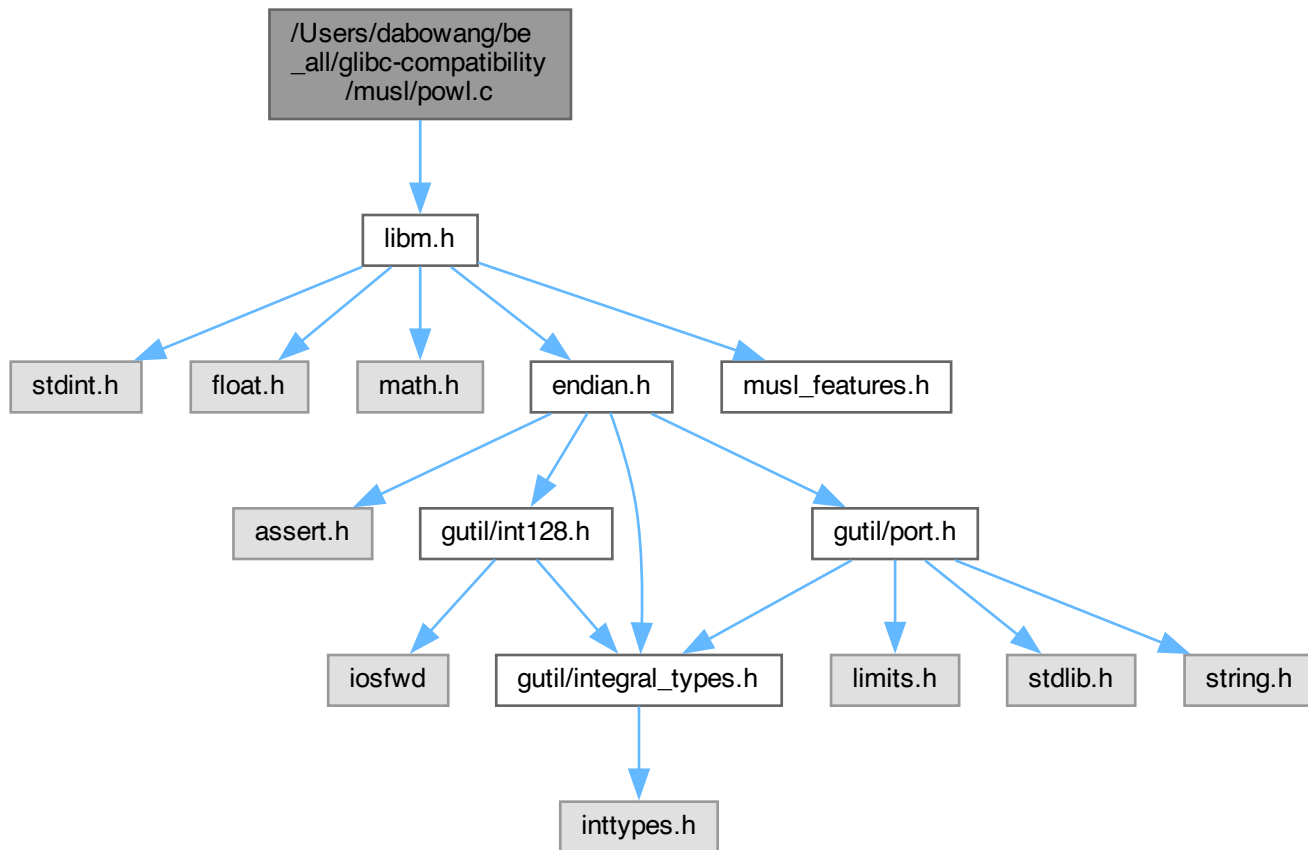 /Users/dabowang/be
_all/glibc-compatibility
/musl/powl.c
libm.h
stdint.h
float.h
math.h
endian.h
musl_features.h
assert.h
gutil/int128.h
gutil/port.h
iosfwd
gutil/integral_types.h
limits.h
stdlib.h
string.h
inttypes.h